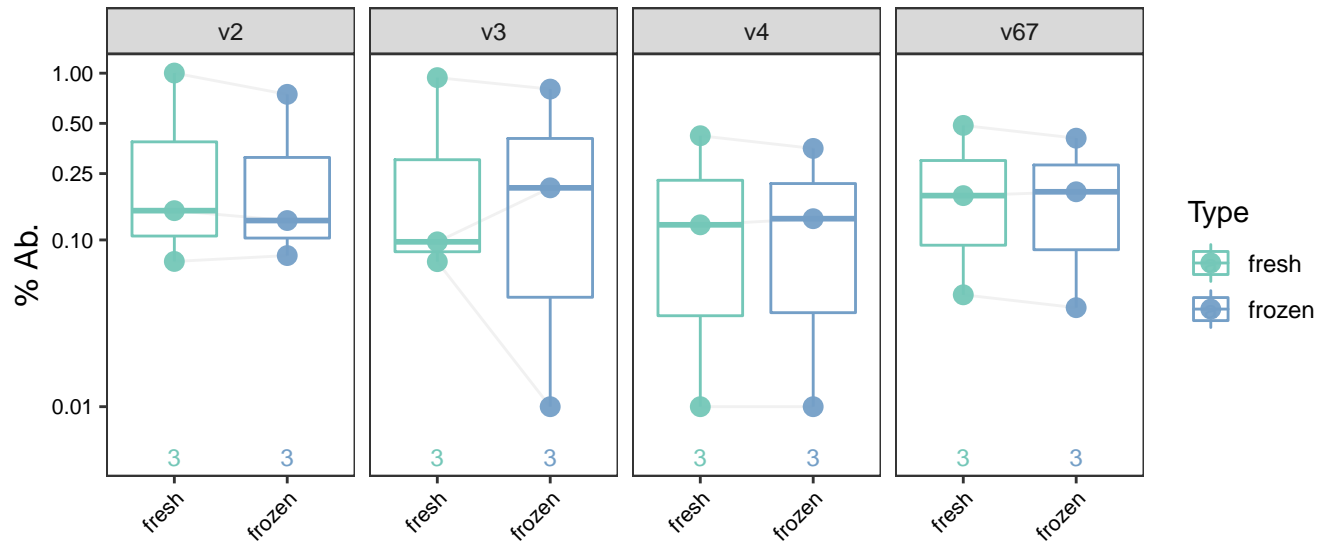 v2 v3 v4 v67
% Ab.
1.00
0.50
0.25
0.10
0.01
3 3 3 3 3 3 3 3
fresh frozen fresh frozen fresh frozen fresh frozen
Type
fresh
frozen